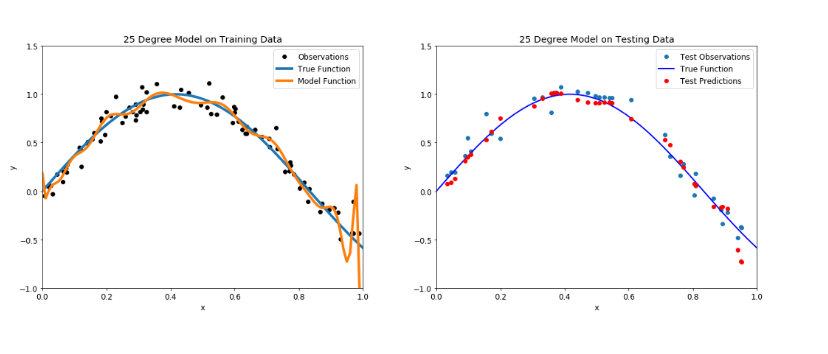 25 Degree Model on Training Data
1.5
1.0
0.5
0.0
−0.5
−1.0
y
0.0 0.2 0.4 0.6 0.8 1.0
x
Observations
True Function
Model Function
25 Degree Model on Testing Data
1.5
1.0
0.5
0.0
−0.5
−1.0
y
0.0 0.2 0.4 0.6 0.8 1.0
x
Test Observations
True Function
Test Predictions